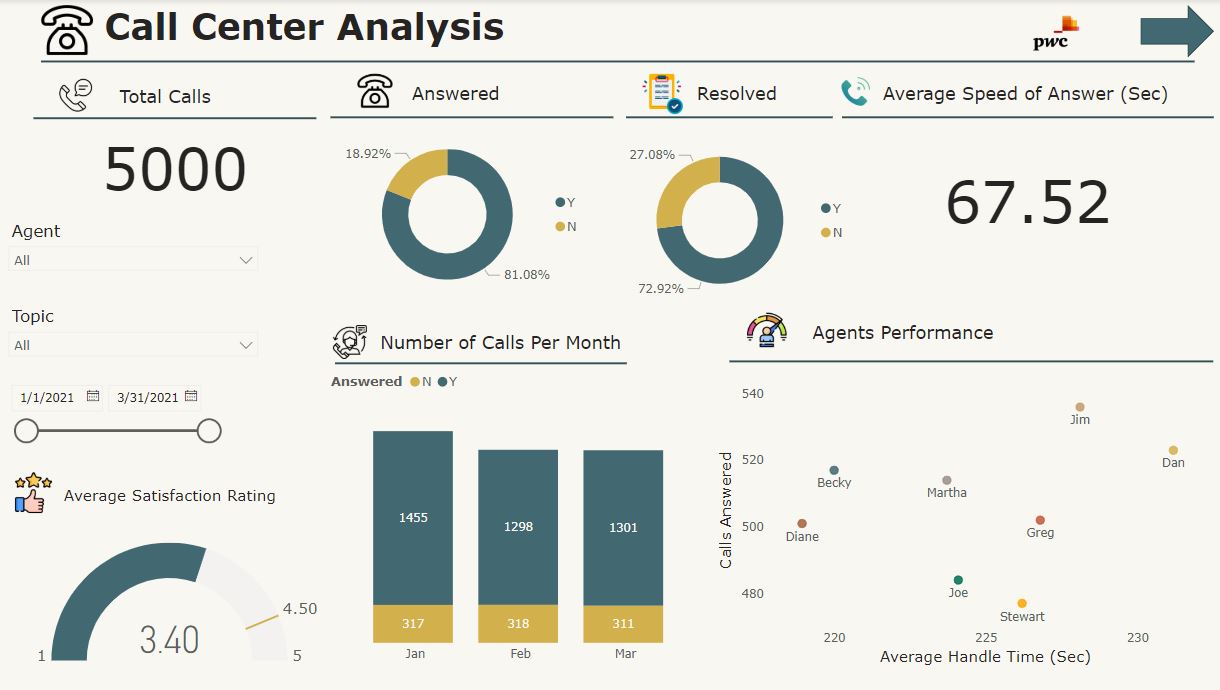 Call Center Analysis
pwc
Total Calls
Answered
Resolved
Average Speed of Answer (Sec)
5000
18.92%
81.08%
Y
N
27.08%
72.92%
Y
N
67.52
Agent
All
Topic
All
1/1/2021
3/31/2021
Average Satisfaction Rating
3.40
1
4.50
5
Number of Calls Per Month
Answered N Y
1455
1298
1301
317
318
311
Jan
Feb
Mar
Agents Performance
Calls Answered
540
520
500
480
Jim
Dan
Becky
Martha
Greg
Diane
Joe
Stewart
220
225
230
Average Handle Time (Sec)